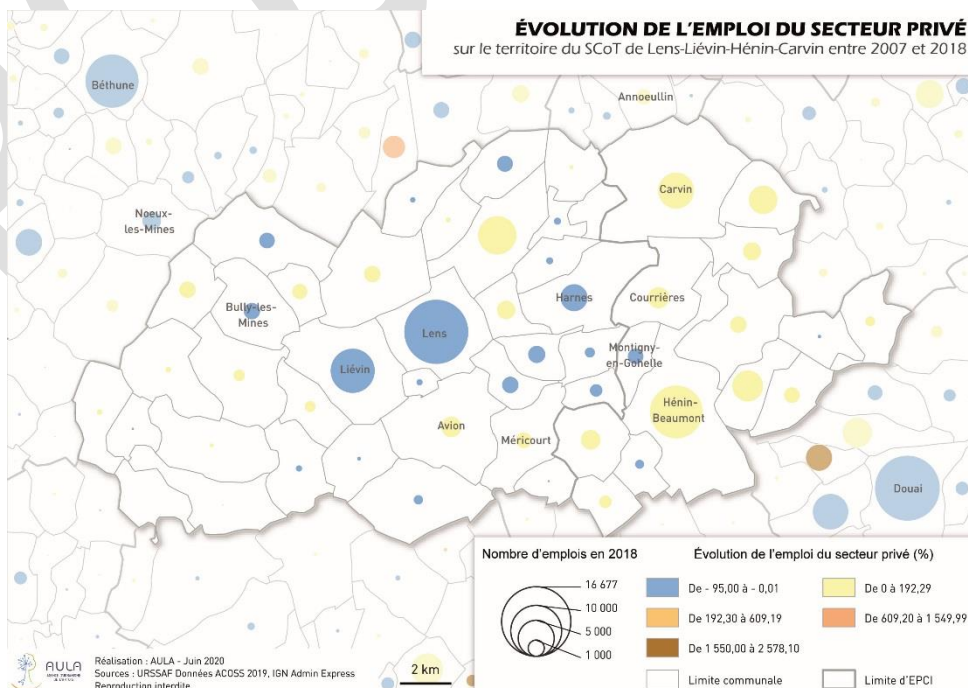 ÉVOLUTION DE L'EMPLOI DU SECTEUR PRIVÉ
sur le territoire du SCoT de Lens-Liévin-Hénin-Carvin entre 2007 et 2018
Béthune
Annoeullin
Carvin
Noeux-
les-Mines
Bully-les-
Mines
Harnes
Courrières
Lens
Liévin
Montigny-
en-Gohelle
Hénin-
Beaumont
Avion
Méricourt
Douai
Nombre d'emplois en 2018
16 677
10 000
5 000
1 000
Évolution de l'emploi du secteur privé (%)
De - 95,00 à - 0,01
De 0 à 192,29
De 192,30 à 609,19
De 609,20 à 1 549,99
De 1 550,00 à 2 578,10
Limite communale
Limite d'EPCI
AULA
Réalisation : AULA - Juin 2020
Sources : URSSAF Données ACOSS 2019, IGN Admin Express
Reproduction interdite
2 km